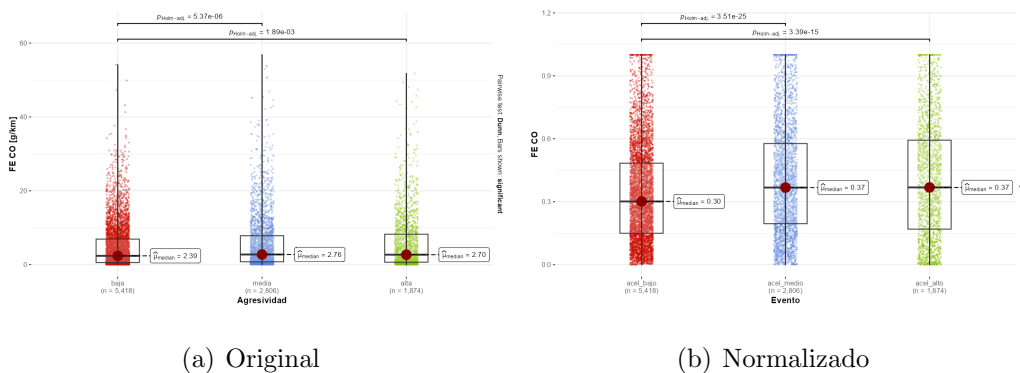 pHolm−adj. = 5.37e-06
pHolm−adj. = 1.89e-03
60
40
20
0
FE CO [g/km]
μ̂median = 2.39
μ̂median = 2.76
μ̂median = 2.70
baja
(n = 5,418)
media
(n = 2,806)
alta
(n = 1,874)
Agresividad
Pairwise test: Dunn, Bars shown: significant
(a) Original
pHolm−adj. = 3.51e-25
pHolm−adj. = 3.39e-15
1.2
0.9
0.6
0.3
0.0
FE CO
μ̂median = 0.30
μ̂median = 0.37
μ̂median = 0.37
acel_bajo
(n = 5,418)
acel_medio
(n = 2,806)
acel_alto
(n = 1,874)
Evento
(b) Normalizado